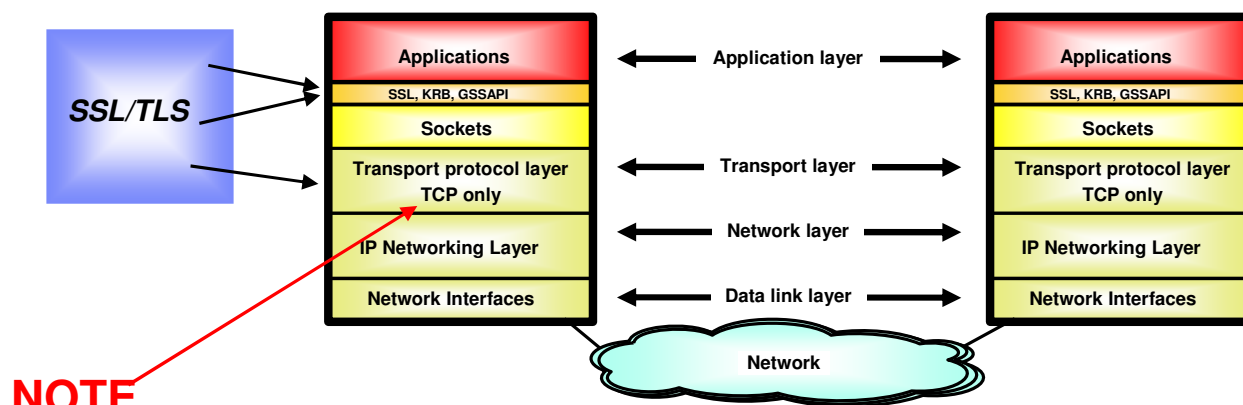 SSL/TLS
Applications
SSL, KRB, GSSAPI
Sockets
Transport protocol layer
TCP only
IP Networking Layer
Network Interfaces
Application layer
Transport layer
Network layer
Data link layer
Network
Applications
SSL, KRB, GSSAPI
Sockets
Transport protocol layer
TCP only
IP Networking Layer
Network Interfaces
NOTE